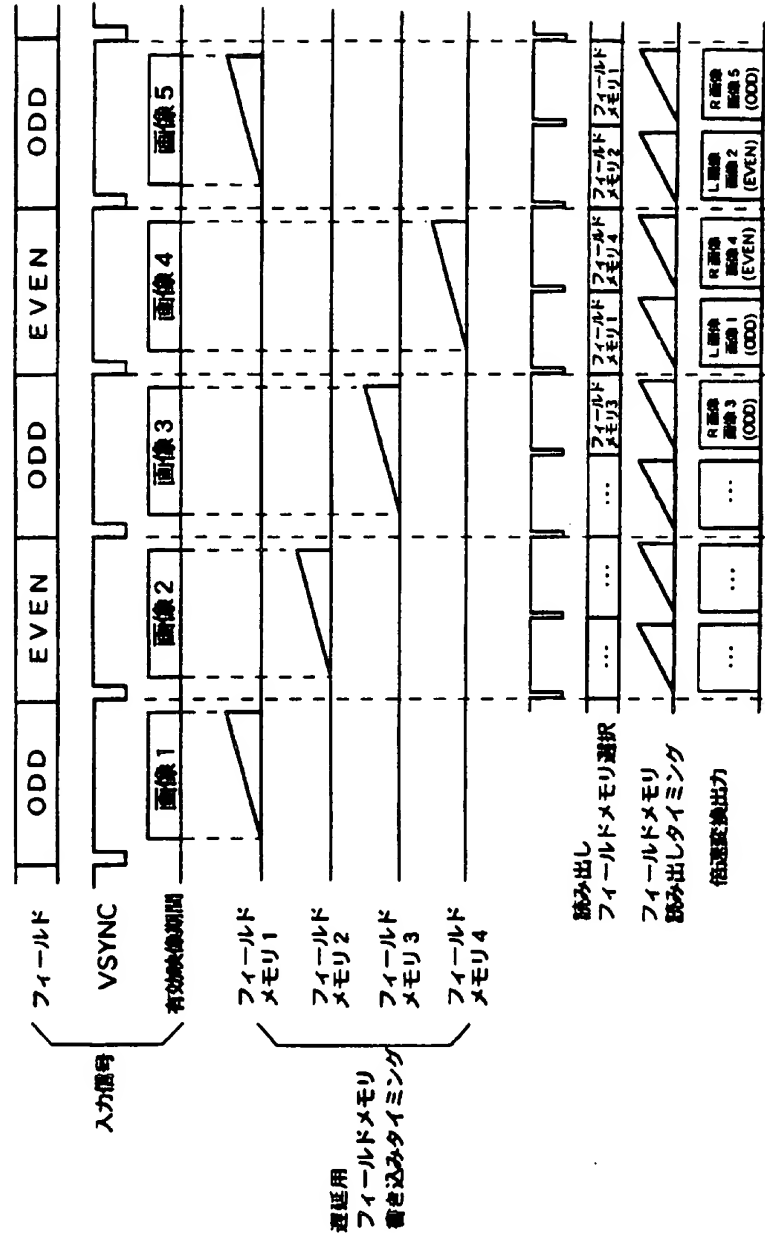 入力信号
フィールド
ODD
EVEN
ODD
EVEN
ODD
VSYNC
有効映像期間
画像1
画像2
画像3
画像4
画像5
遅延用
フィールドメモリ
書き込みタイミング
フィールド
メモリ1
フィールド
メモリ2
フィールド
メモリ3
フィールド
メモリ4
読み出し
フィールドメモリ選択
...
...
...
フィールド
メモリ3
フィールド
メモリ1
フィールド
メモリ4
フィールド
メモリ2
フィールド
メモリ1
フィールドメモリ
読み出しタイミング
倍速変換出力
...
...
...
R画像
画像3
(ODD)
L画像
画像1
(ODD)
R画像
画像4
(EVEN)
L画像
画像2
(EVEN)
R画像
画像5
(ODD)